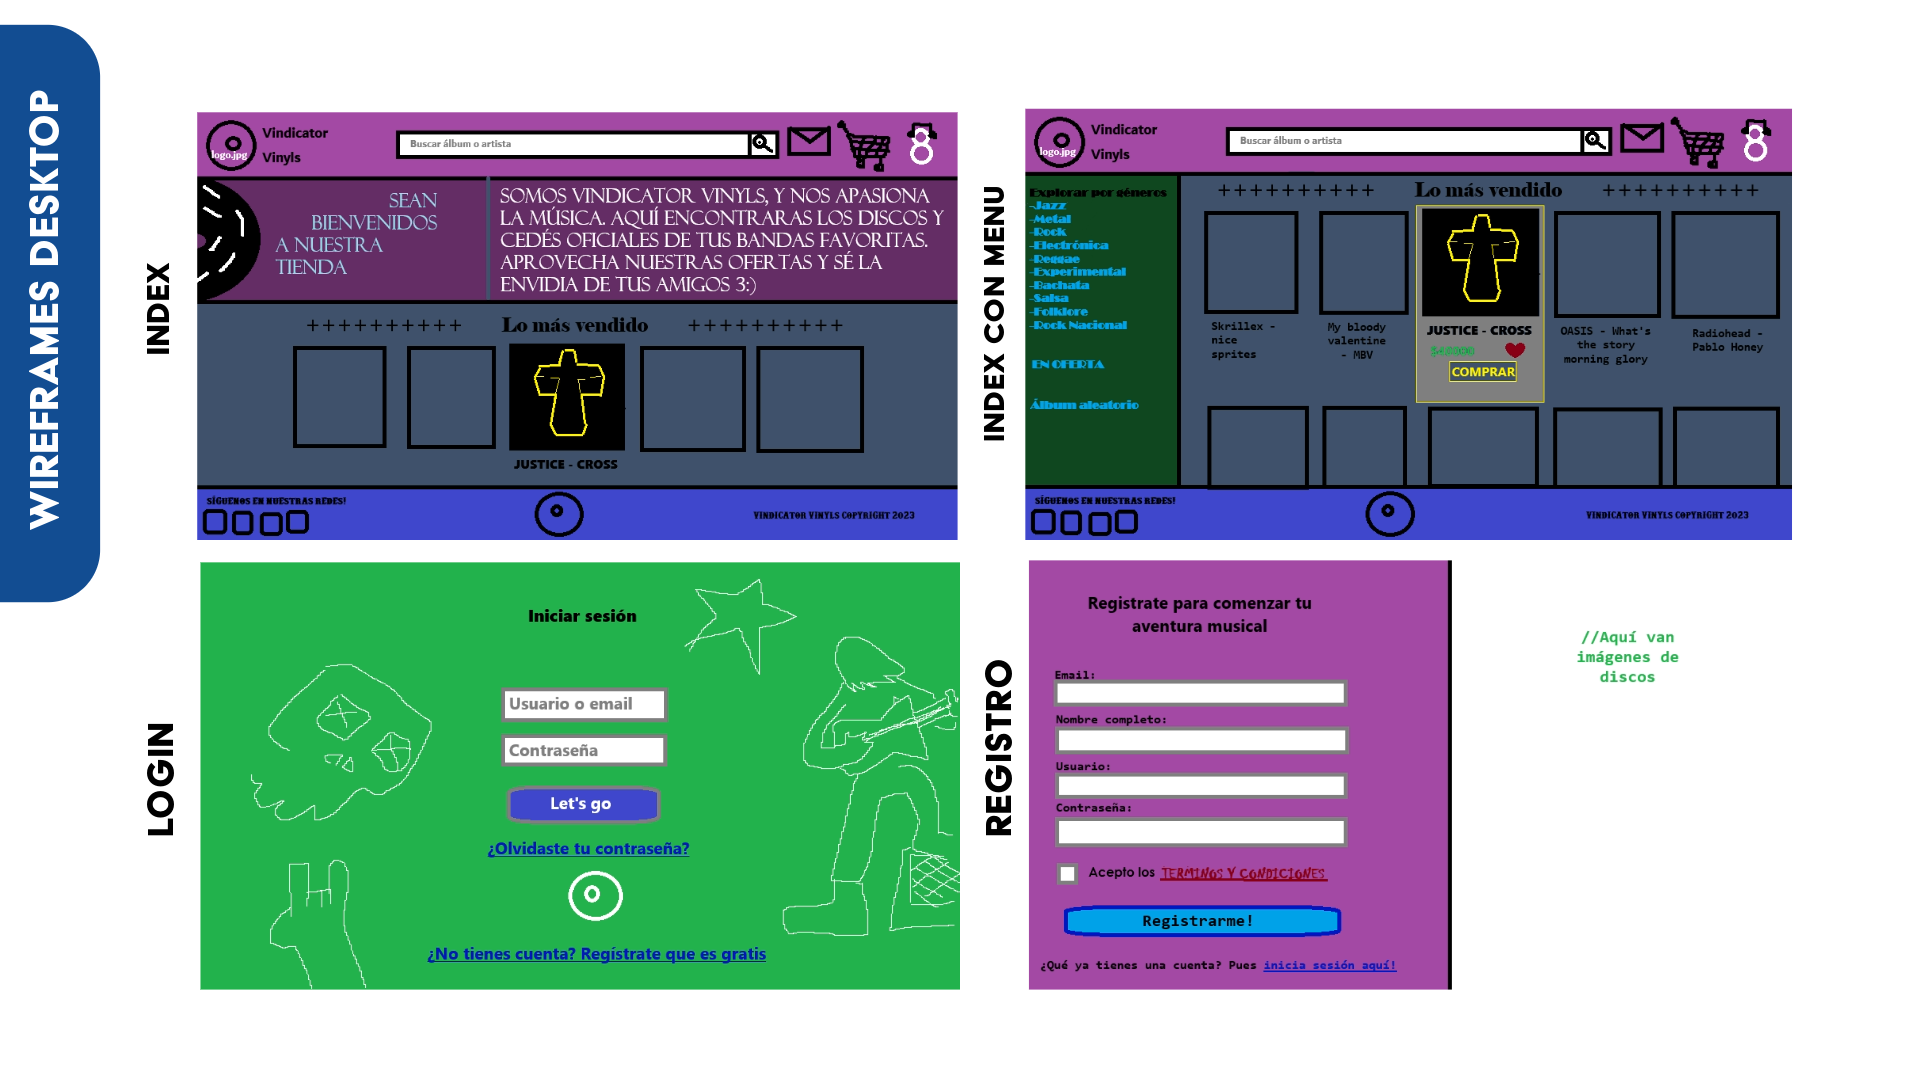 WIREFRAMES DESKTOP
INDEX
Vindicator
Vinyls
logo.jpg
Buscar álbum o artista
SEAN
BIENVENIDOS
A NUESTRA
TIENDA
SOMOS VINDICATOR VINYLS, Y NOS APASIONA
LA MÚSICA. AQUÍ ENCONTRARAS LOS DISCOS Y
CEDÉS OFICIALES DE TUS BANDAS FAVORITAS.
APROVECHA NUESTRAS OFERTAS Y SÉ LA
ENVIDIA DE TUS AMIGOS 3:)
++++++++++ Lo más vendido ++++++++++
JUSTICE - CROSS
SÍGUENOS EN NUESTRAS REDES!
VINDICATOR VINYLS COPYRIGHT 2023
INDEX CON MENU
Vindicator
Vinyls
logo.jpg
Buscar álbum o artista
Explorar por géneros
-Jazz
-Metal
-Rock
-Electrónica
-Reggae
-Experimental
-Bachata
-Salsa
-Folklore
-Rock Nacional
EN OFERTA
Álbum aleatorio
++++++++++ Lo más vendido ++++++++++
Skrillex -
nice
sprites
My bloody
valentine
- MBV
JUSTICE - CROSS
COMPRAR
OASIS - What's
the story
morning glory
Radiohead -
Pablo Honey
SÍGUENOS EN NUESTRAS REDES!
VINDICATOR VINYLS COPYRIGHT 2023
LOGIN
Iniciar sesión
Usuario o email
Contraseña
Let's go
¿Olvidaste tu contraseña?
¿No tienes cuenta? Regístrate que es gratis
REGISTRO
Registrate para comenzar tu
aventura musical
Email:
Nombre completo:
Usuario:
Contraseña:
Acepto los TERMINOS Y CONDICIONES
Registrarme!
¿Qué ya tienes una cuenta? Pues inicia sesión aquí!
//Aquí van
imágenes de
discos